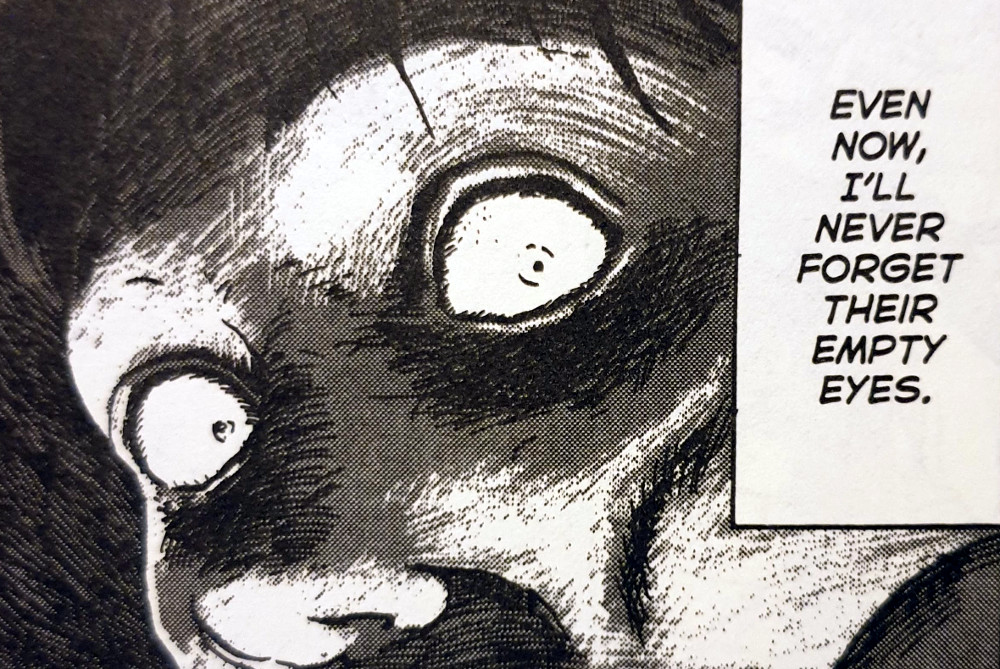 EVEN
NOW,
I'LL
NEVER
FORGET
THEIR
EMPTY
EYES.